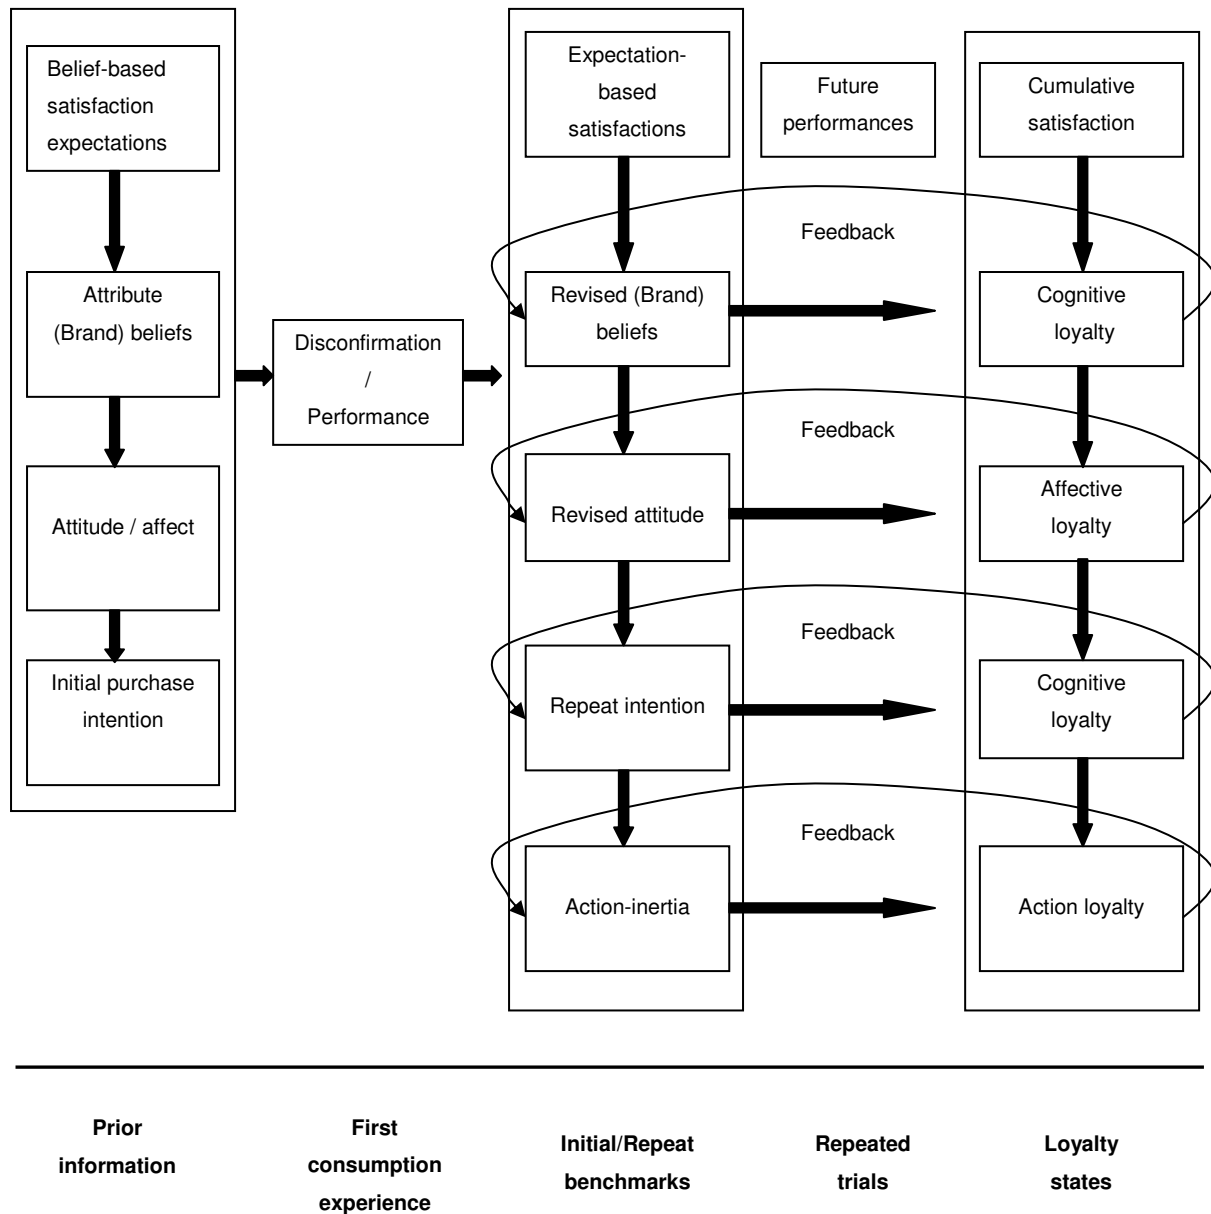 Belief-based
satisfaction
expectations
Attribute
(Brand) beliefs
Attitude / affect
Initial purchase
intention
Disconfirmation
/
Performance
Expectation-
based
satisfactions
Revised (Brand)
beliefs
Revised attitude
Repeat intention
Action-inertia
Future
performances
Feedback
Feedback
Feedback
Feedback
Cumulative
satisfaction
Cognitive
loyalty
Affective
loyalty
Cognitive
loyalty
Action loyalty
Prior
information
First
consumption
experience
Initial/Repeat
benchmarks
Repeated
trials
Loyalty
states